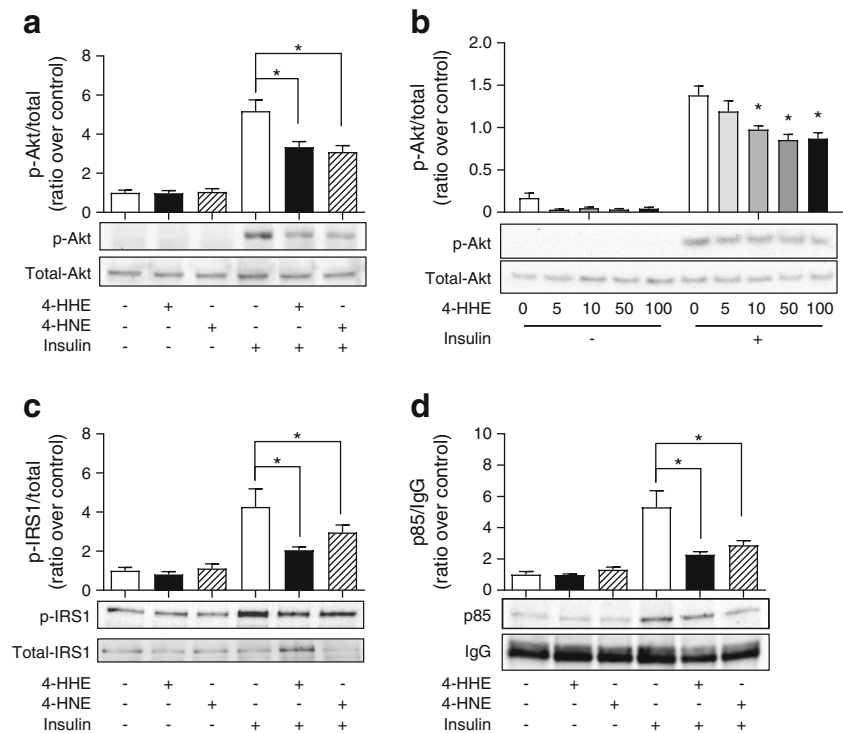 a
8
6
4
2
0
p-Akt/total
(ratio over control)
*
*
p-Akt
Total-Akt
4-HHE - + - - + -
4-HNE - - + - - +
Insulin - - - + + +
b
2.0
1.5
1.0
0.5
0
p-Akt/total
(ratio over control)
* * *
p-Akt
Total-Akt
4-HHE 0 5 10 50 100 0 5 10 50 100
Insulin - +
c
8
6
4
2
0
p-IRS1/total
(ratio over control)
*
*
p-IRS1
Total-IRS1
4-HHE - + - - + -
4-HNE - - + - - +
Insulin - - - + + +
d
10
8
6
4
2
0
p85/IgG
(ratio over control)
*
*
p85
IgG
4-HHE - + - - + -
4-HNE - - + - - +
Insulin - - - + + +